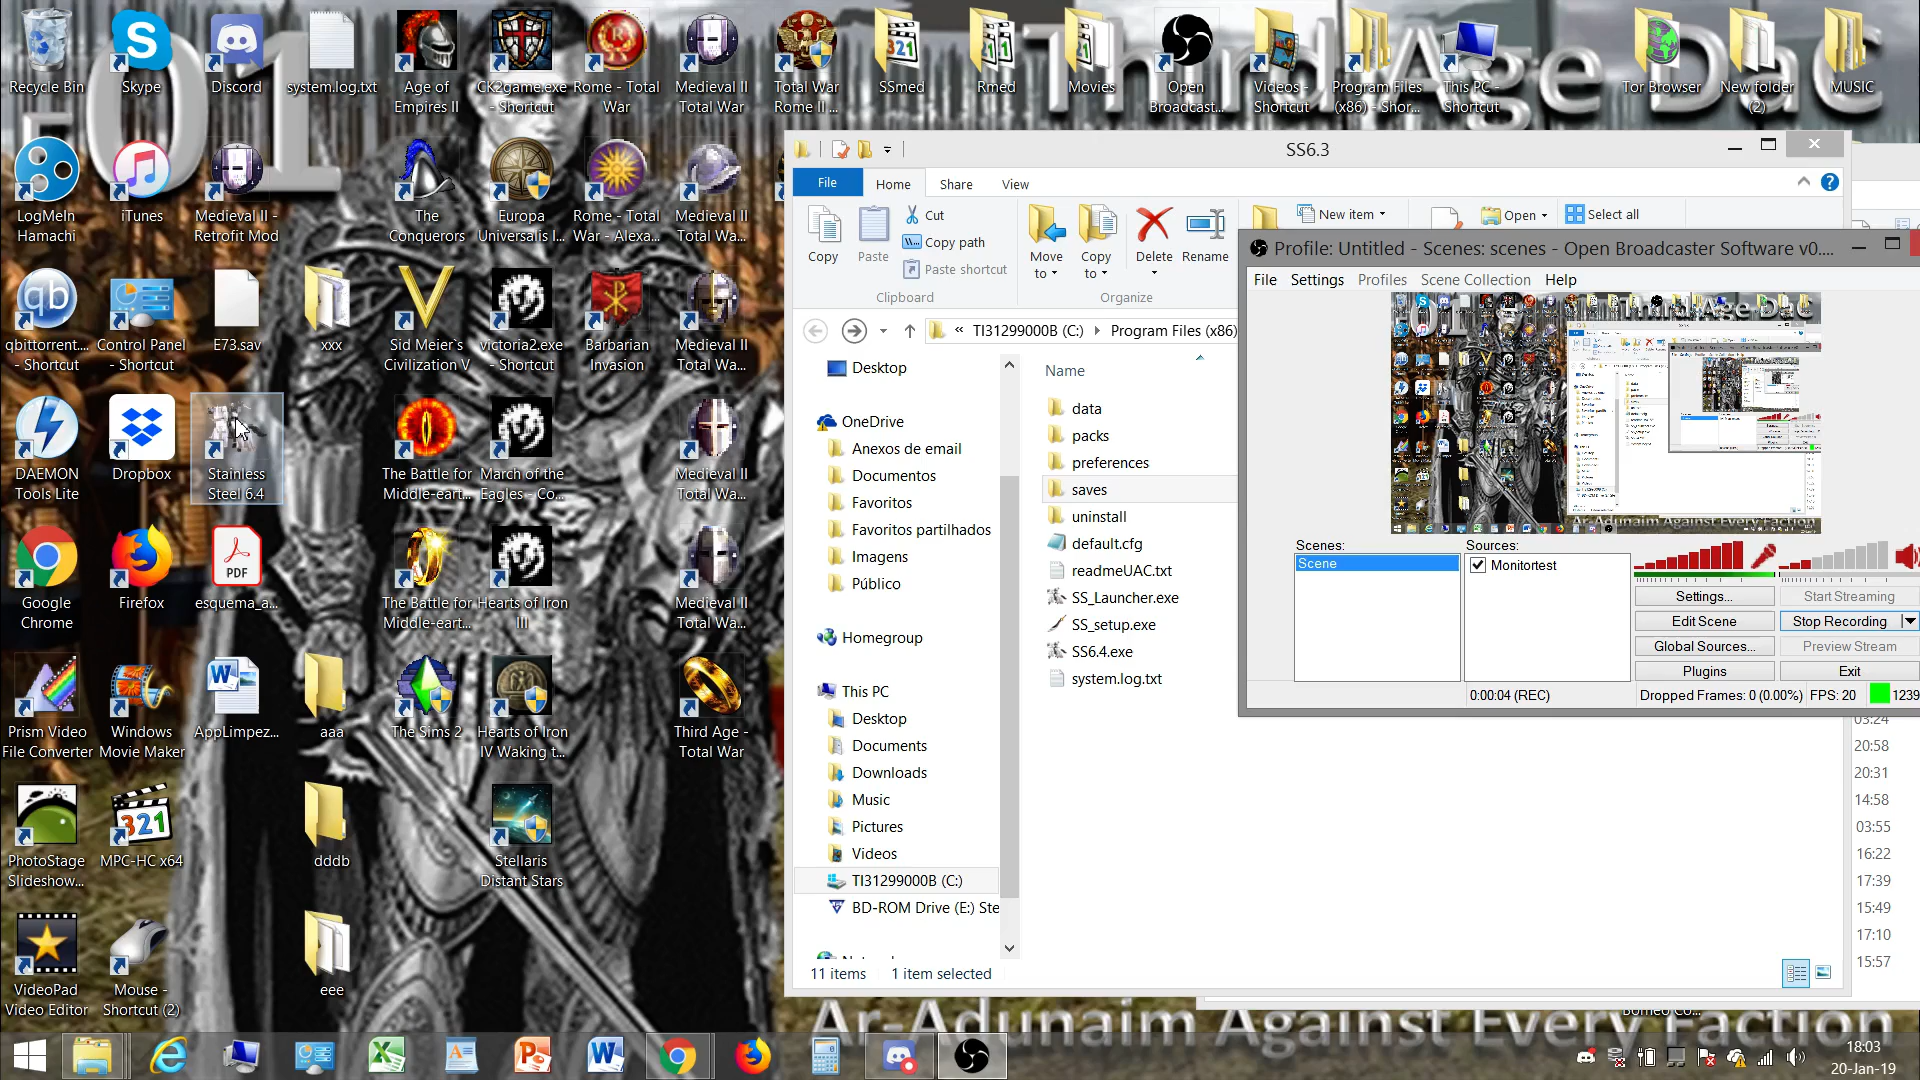 Third Age DaC
Recycle Bin
Skype
Discord
system.log.txt
Age of
Empires II
CK2game.exe
- Shortcut
Rome - Total
War
Medieval II
Total War
Total War
Rome II ...
SSmed
Rmed
Movies
Open
Broadcast...
Videos -
Shortcut
Program Files
(x86) - Shor...
This PC -
Shortcut
Tor Browser
New folder
(2)
MUSIC
LogMeIn
Hamachi
iTunes
Medieval II -
Retrofit Mod
The
Conquerors
Europa
Universalis I...
Rome - Total
War - Alexa...
Medieval II
Total Wa...
qbittorrent....
- Shortcut
Control Panel
- Shortcut
E73.sav
xxx
Sid Meier's
Civilization V
victoria2.exe
- Shortcut
Barbarian
Invasion
Medieval II
Total Wa...
DAEMON
Tools Lite
Dropbox
Stainless
Steel 6.4
The Battle for
Middle-eart...
March of the
Eagles - Co...
Medieval II
Total Wa...
Google
Chrome
Firefox
PDF
esquema_a...
The Battle for
Middle-eart...
Hearts of Iron
III
Medieval II
Total Wa...
Prism Video
File Converter
Windows
Movie Maker
AppLimpez...
aaa
The Sims 2
Hearts of Iron
IV Waking t...
Third Age -
Total War
PhotoStage
Slideshow...
MPC-HC x64
dddb
Stellaris
Distant Stars
VideoPad
Video Editor
Mouse -
Shortcut (2)
eee
SS6.3
File
Home
Share
View
Copy
Paste
Cut
Copy path
Paste shortcut
Clipboard
Move
to
Copy
to
Delete
Rename
Organize
New item
Open
Select all
« TI31299000B (C:)
Program Files (x86)
Desktop
OneDrive
Anexos de email
Documentos
Favoritos
Favoritos partilhados
Imagens
Público
Homegroup
This PC
Desktop
Documents
Downloads
Music
Pictures
Videos
TI31299000B (C:)
BD-ROM Drive (E:) Ste
Name
data
packs
preferences
saves
uninstall
default.cfg
readmeUAC.txt
SS_Launcher.exe
SS_setup.exe
SS6.4.exe
system.log.txt
11 items
1 item selected
Profile: Untitled - Scenes: scenes - Open Broadcaster Software v0....
File
Settings
Profiles
Scene Collection
Help
Scenes:
Scene
Sources:
Monitortest
Settings...
Start Streaming
Edit Scene
Stop Recording
Global Sources...
Preview Stream
Plugins
Exit
0:00:04 (REC)
Dropped Frames: 0 (0.00%)
FPS: 20
1239
03:24
20:58
20:31
14:58
03:55
16:22
17:39
15:49
17:10
15:57
Ar-Adunaim Against Every Faction
18:03
20-Jan-19